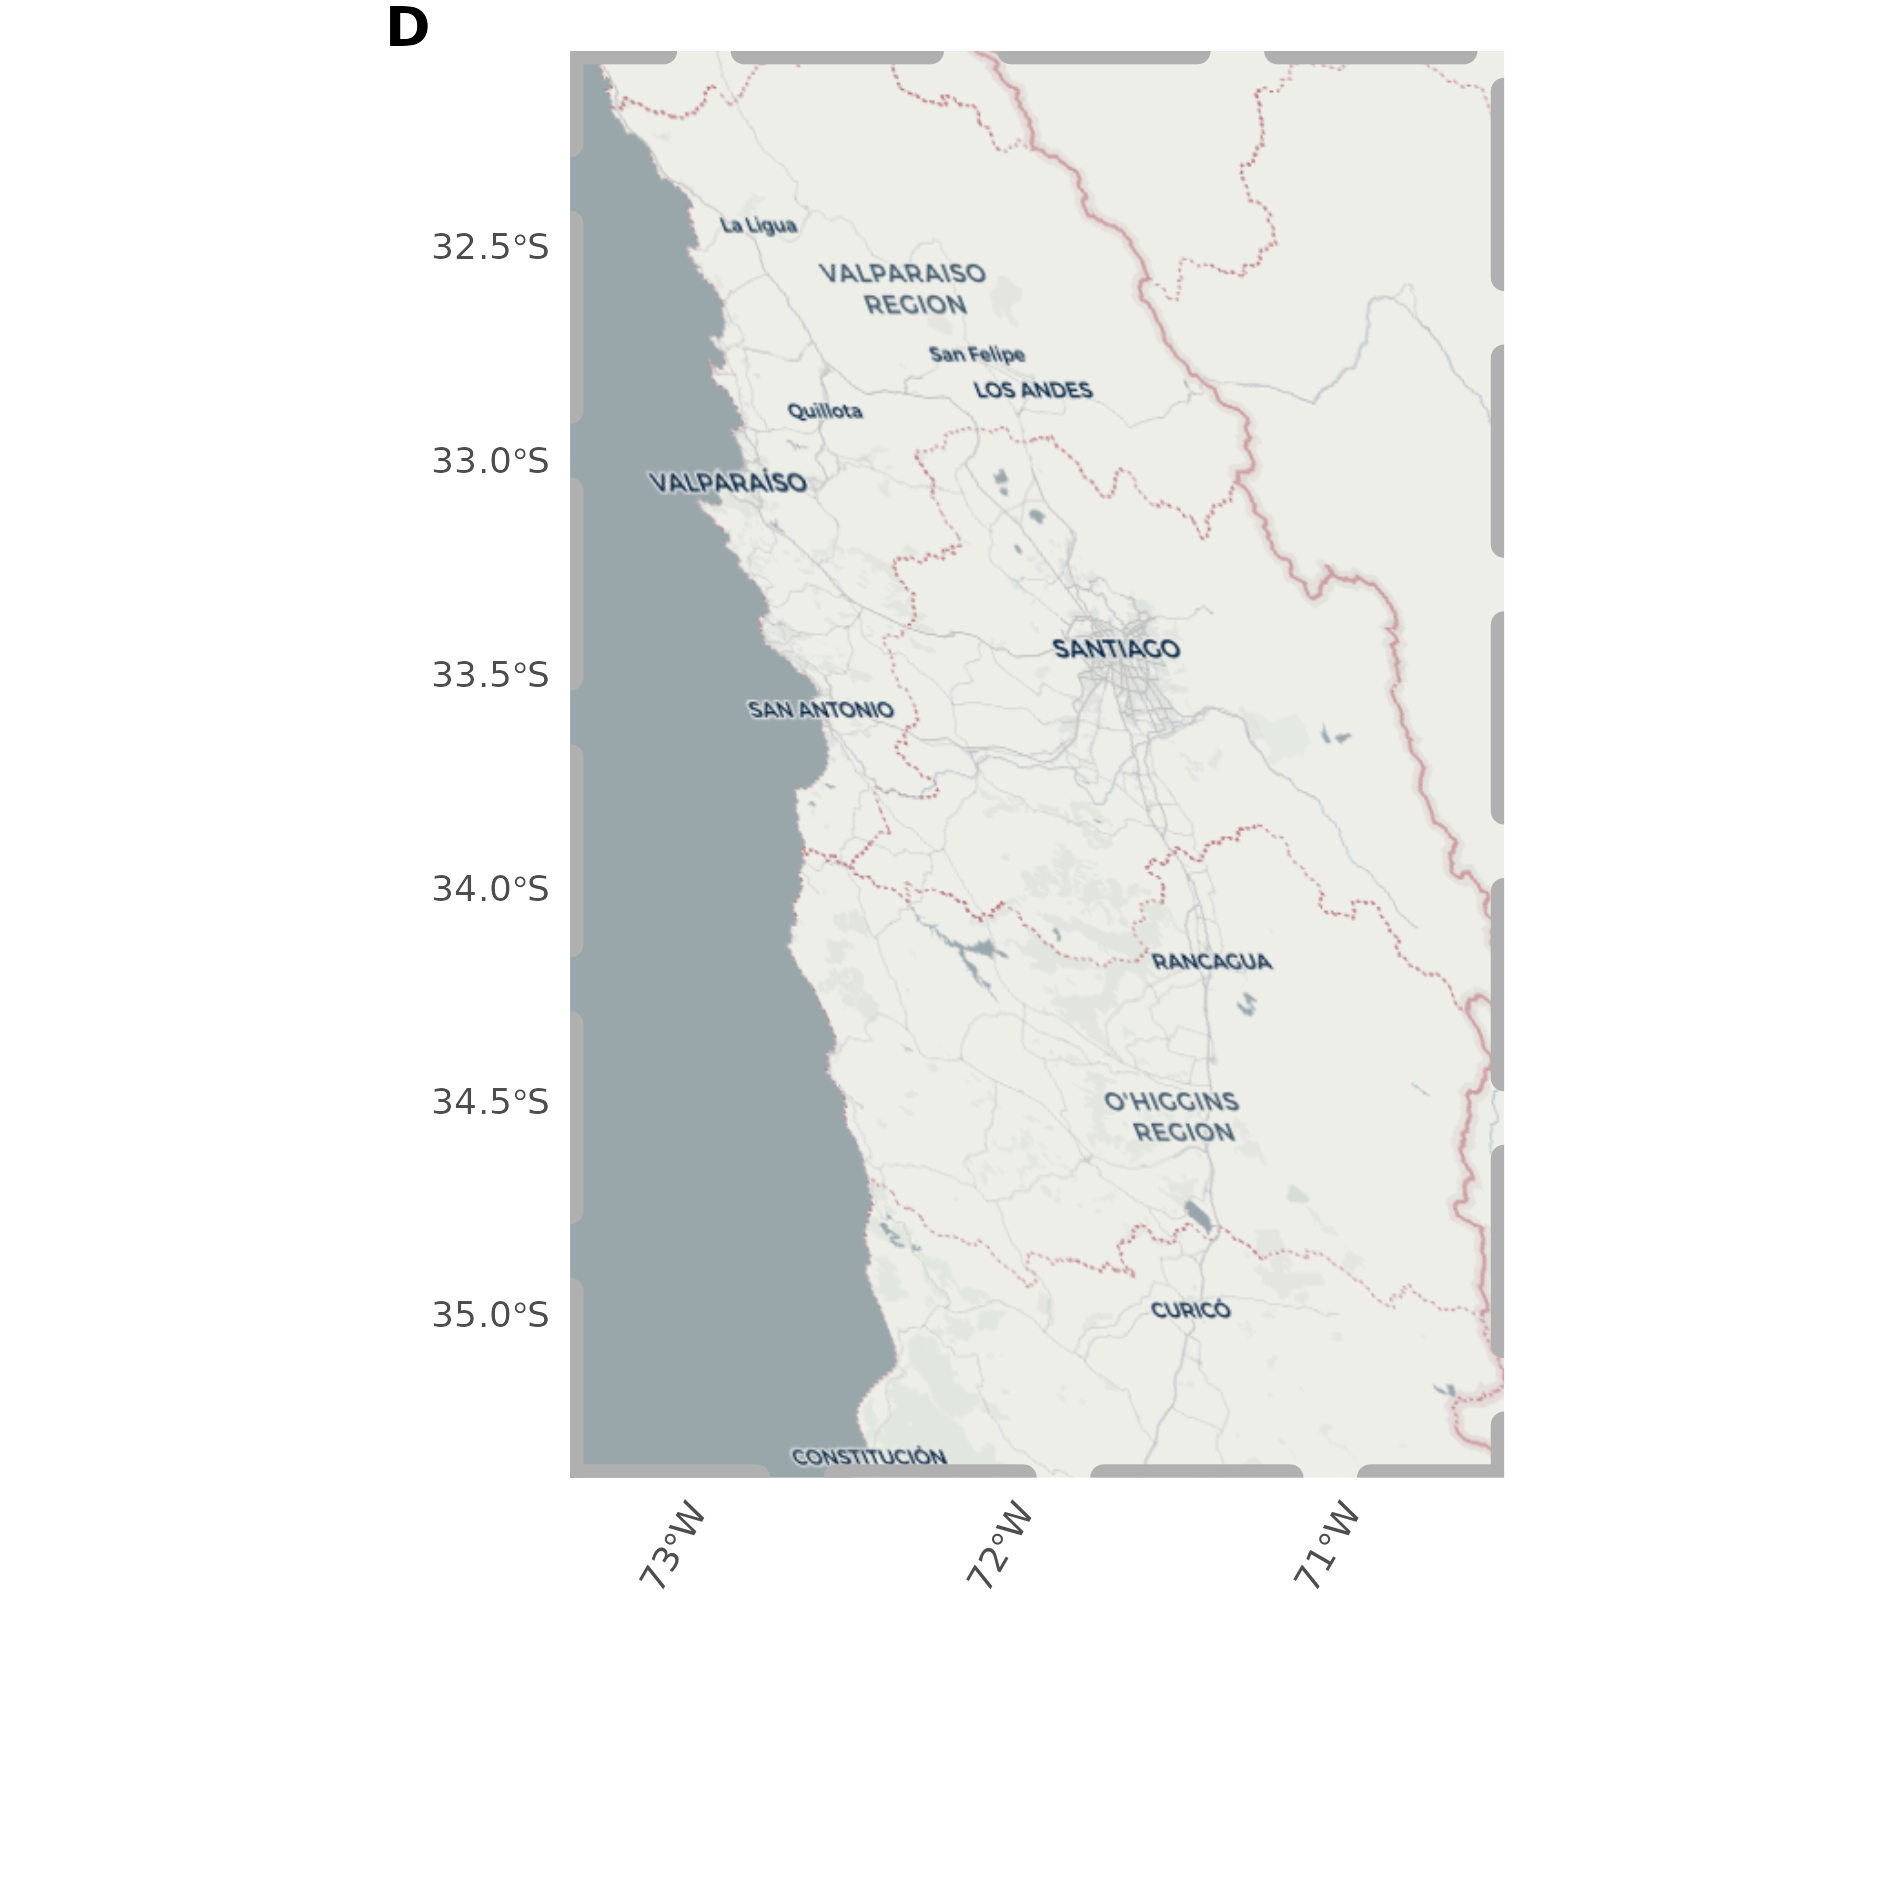 D
32.5°S
33.0°S
33.5°S
34.0°S
34.5°S
35.0°S
La Ligua
VALPARAISO
REGION
San Felipe
LOS ANDES
Quillota
VALPARAÍSO
SANTIAGO
SAN ANTONIO
RANCAGUA
O'HIGGINS
REGION
CURICÓ
CONSTITUCIÓN
73°W
72°W
71°W